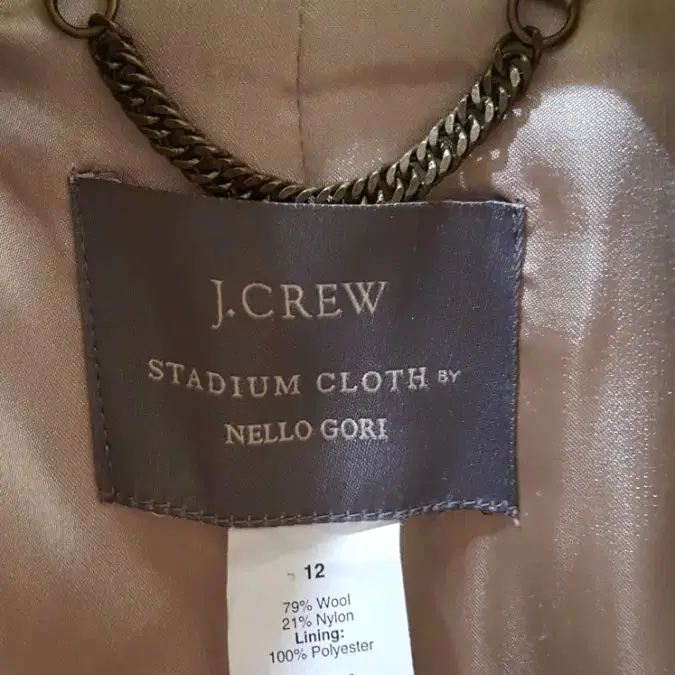 J.CREW
STADIUM CLOTH BY
NELLO GORI
12
79% Wool
21% Nylon
Lining:
100% Polyester